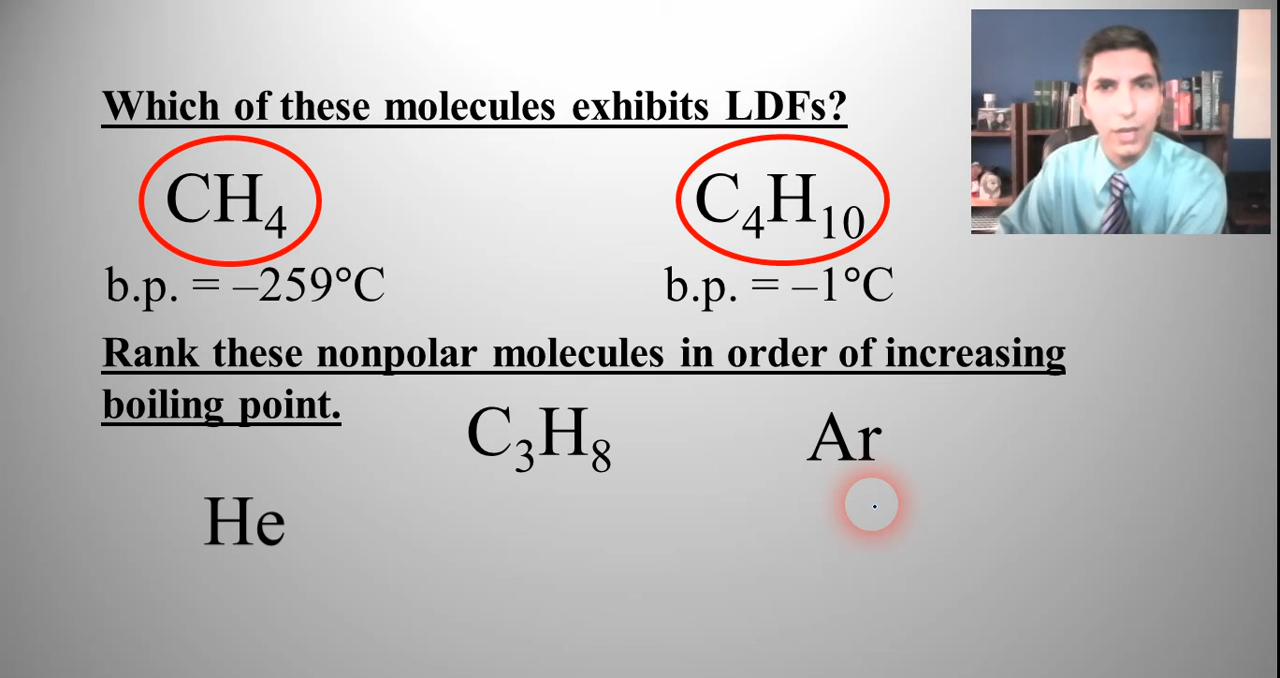 Which of these molecules exhibits LDFs?
CH₄ C₄H₁₀
b.p. = –259°C b.p. = –1°C
Rank these nonpolar molecules in order of increasing
boiling point.
C₃H₈ Ar
He